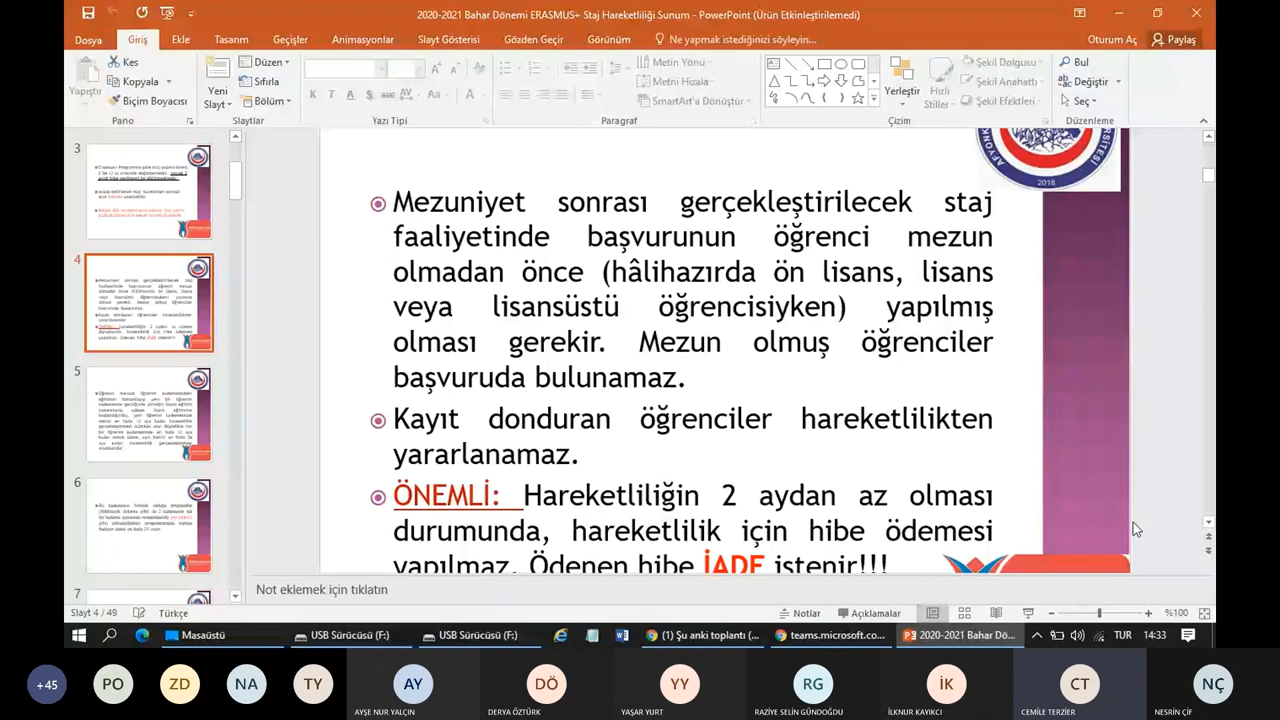 2020-2021 Bahar Dönemi ERASMUS+ Staj Hareketliliği Sunum - PowerPoint (Ürün Etkinleştirilemedi)
Dosya Giriş Ekle Tasarım Geçişler Animasyonlar Slayt Gösterisi Gözden Geçir Görünüm Ne yapmak istediğinizi söyleyin... Oturum Aç Paylaş
Yapıştır
Kes
Kopyala
Biçim Boyacısı
Pano
Yeni Slayt
Düzen
Sıfırla
Bölüm
Slaytlar
K T A S abc AV Aa A
Yazı Tipi
Metin Yönü
Metni Hizala
SmartArt'a Dönüştür
Paragraf
Yerleştir
Hızlı Stiller
Şekil Dolgusu
Şekil Anahattı
Şekil Efektleri
Çizim
Bul
Değiştir
Seç
Düzenleme
3
4
5
6
7
2018
Mezuniyet sonrası gerçekleştirilecek staj
faaliyetinde başvurunun öğrenci mezun
olmadan önce (hâlihazırda ön lisans, lisans
veya lisansüstü öğrencisiyken) yapılmış
olması gerekir. Mezun olmuş öğrenciler
başvuruda bulunamaz.
Kayıt donduran öğrenciler hareketlilikten
yararlanamaz.
ÖNEMLİ: Hareketliliğin 2 aydan az olması
durumunda, hareketlilik için hibe ödemesi
yapılmaz. Ödenen hibe İADE istenir!!!
Not eklemek için tıklatın
Slayt 4 / 49 Türkçe Notlar Açıklamalar %100
Masaüstü USB Sürücüsü (F:) USB Sürücüsü (F:) (1) Şu anki toplantı (... teams.microsoft.co... 2020-2021 Bahar Dö... TUR 14:33
+45 PO ZD NA TY AY DÖ YY RG İK CT NÇ
AYŞE NUR YALÇIN DERYA ÖZTÜRK YAŞAR YURT RAZİYE SELİN GÜNDOĞDU İLKNUR KAYIKCI CEMİLE TERZİER NESRİN ÇİF